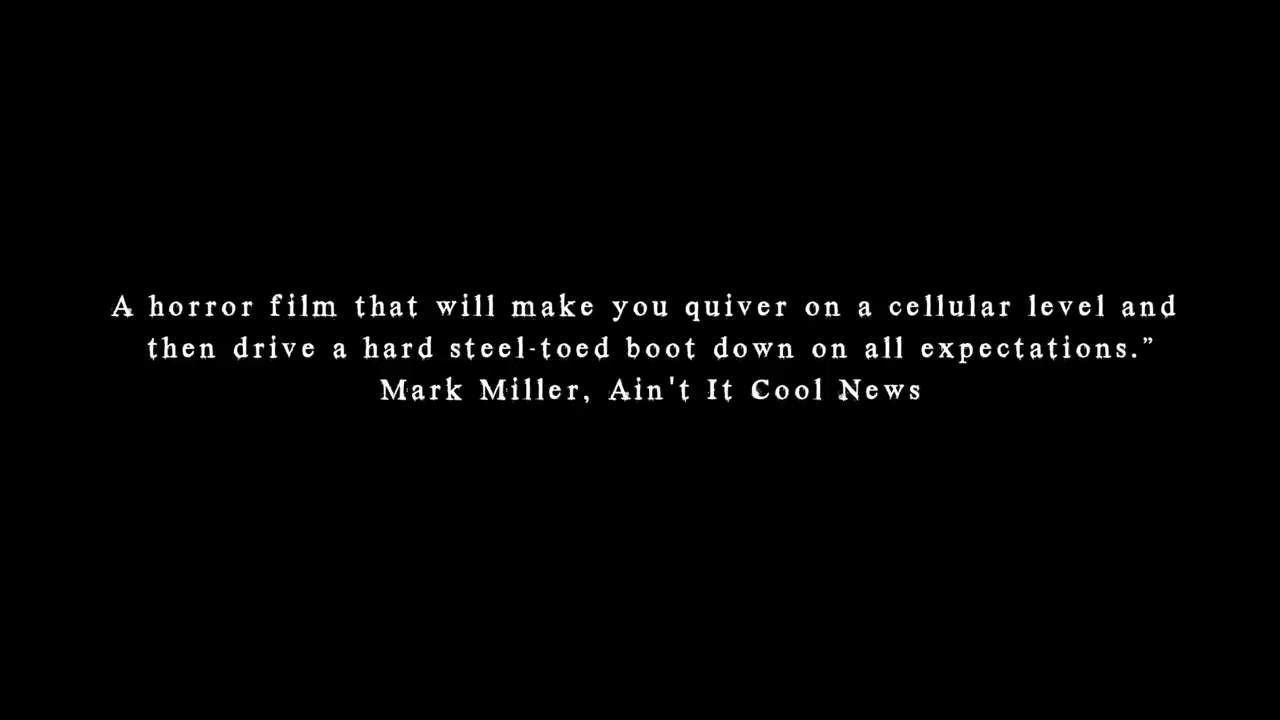 A horror film that will make you quiver on a cellular level and
then drive a hard steel-toed boot down on all expectations.”
Mark Miller, Ain't It Cool News